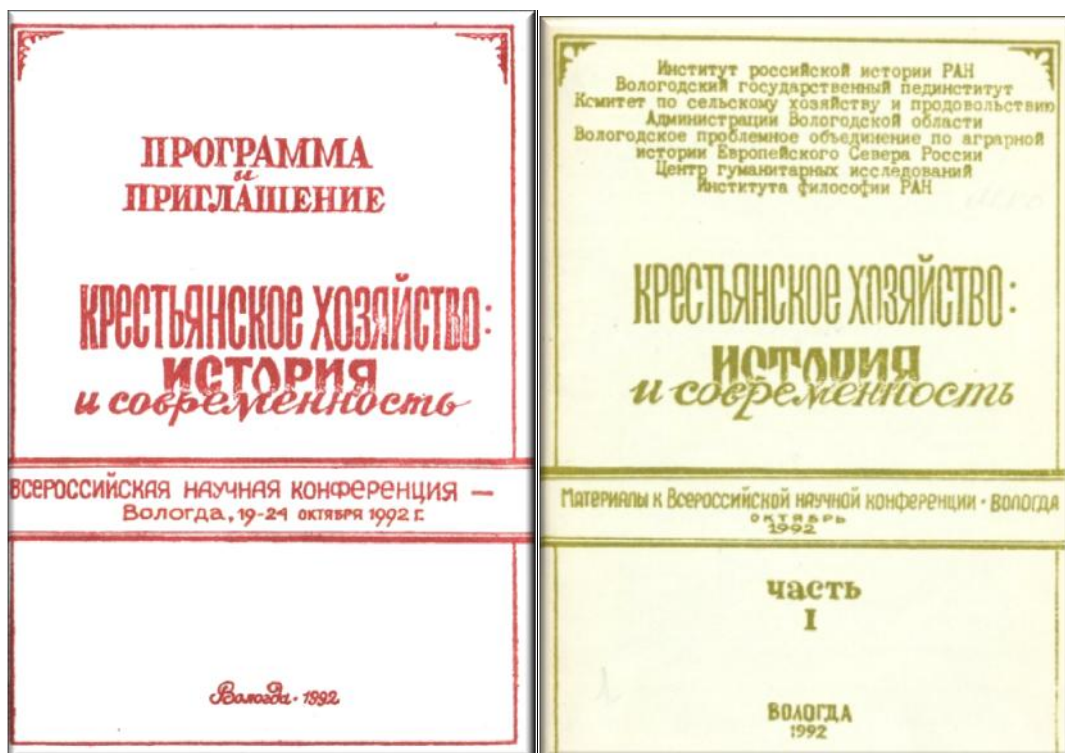 ПРОГРАММА
и
ПРИГЛАШЕНИЕ
КРЕСТЬЯНСКОЕ ХОЗЯЙСТВО:
ИСТОРИЯ
и современность
ВСЕРОССИЙСКАЯ НАУЧНАЯ КОНФЕРЕНЦИЯ —
Вологда, 19-24 октября 1992 г.
Вологда · 1992
Институт российской истории РАН
Вологодский государственный пединститут
Комитет по сельскому хозяйству и продовольствию
Администрации Вологодской области
Вологодское проблемное объединение по аграрной
истории Европейского Севера России
Центр гуманитарных исследований
Института философии РАН
КРЕСТЬЯНСКОЕ ХОЗЯЙСТВО:
ИСТОРИЯ
и современность
Материалы к Всероссийской научной конференции · Вологда
ОКТЯБРЬ
1992
часть
I
ВОЛОГДА
1992